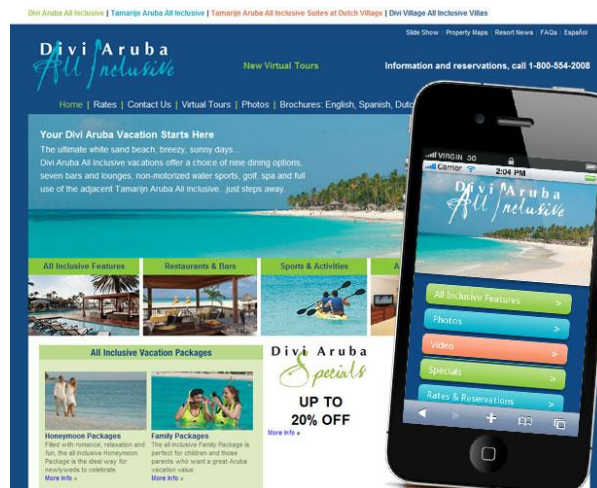 Divi Aruba All Inclusive | Tamarijn Aruba All Inclusive | Tamarijn Aruba All Inclusive Suites at Dutch Village | Divi Village All Inclusive Villas
Slide Show | Property Maps | Resort News | FAQs | Español
Divi Aruba
All Inclusive
New Virtual Tours
Information and reservations, call 1-800-554-2008
Home | Rates | Contact Us | Virtual Tours | Photos | Brochures: English, Spanish, Dutc
Your Divi Aruba Vacation Starts Here
The ultimate white sand beach, breezy, sunny days...
Divi Aruba All Inclusive vacations offer a choice of nine dining options,
seven bars and lounges, non-motorized water sports, golf, spa and full
use of the adjacent Tamarijn Aruba All Inclusive...just steps away.
All Inclusive Features
Restaurants & Bars
Sports & Activities
A
All Inclusive Vacation Packages
Honeymoon Packages
Filled with romance, relaxation and
fun, the all inclusive Honeymoon
Package is the ideal way for
newlyweds to celebrate.
More Info »
Family Packages
The all inclusive Family Package is
perfect for children and those
parents who want a great Aruba
vacation value.
More Info »
Divi Aruba
Specials
UP TO
20% OFF
More Info »
VIRGIN 3G
Carrier
2:04 PM
Divi Aruba
All Inclusive
All Inclusive Features >
Photos >
Video >
Specials >
Rates & Reservations >